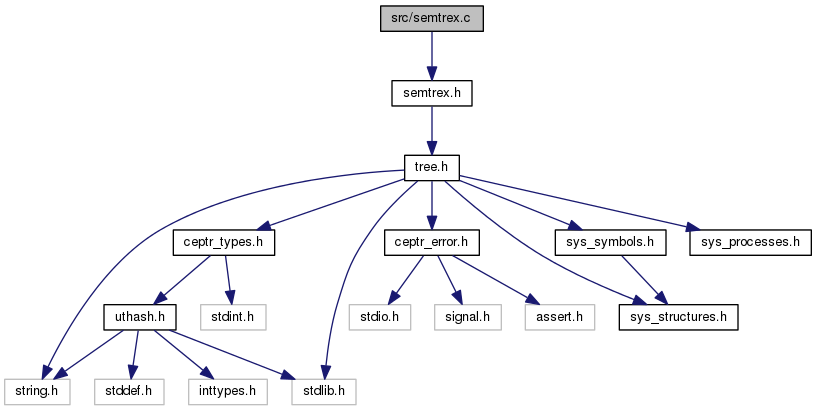 src/semtrex.c
semtrex.h
tree.h
ceptr_types.h
ceptr_error.h
sys_symbols.h
sys_processes.h
uthash.h
stdint.h
stdio.h
signal.h
assert.h
sys_structures.h
string.h
stddef.h
inttypes.h
stdlib.h